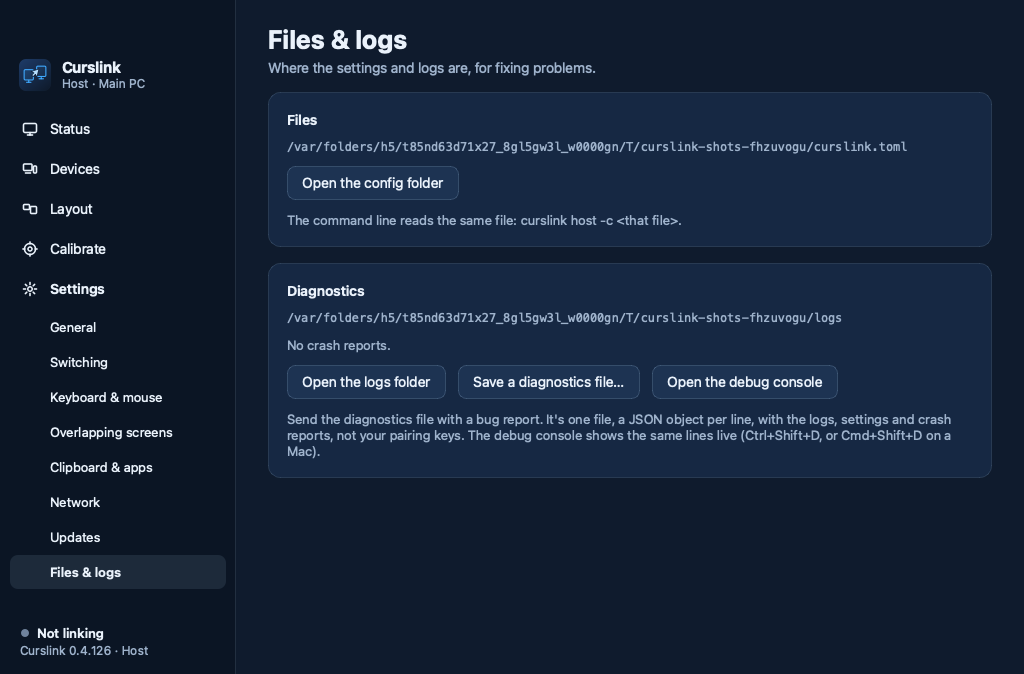 Curslink
Host · Main PC
Status
Devices
Layout
Calibrate
Settings
General
Switching
Keyboard & mouse
Overlapping screens
Clipboard & apps
Network
Updates
Files & logs
Not linking
Curslink 0.4.126 · Host
Files & logs
Where the settings and logs are, for fixing problems.
Files
/var/folders/h5/t85nd63d71x27_8gl5gw3l_w0000gn/T/curslink-shots-fhzuvogu/curslink.toml
Open the config folder
The command line reads the same file: curslink host -c <that file>.
Diagnostics
/var/folders/h5/t85nd63d71x27_8gl5gw3l_w0000gn/T/curslink-shots-fhzuvogu/logs
No crash reports.
Open the logs folder
Save a diagnostics file...
Open the debug console
Send the diagnostics file with a bug report. It's one file, a JSON object per line, with the logs, settings and crash
reports, not your pairing keys. The debug console shows the same lines live (Ctrl+Shift+D, or Cmd+Shift+D on a
Mac).